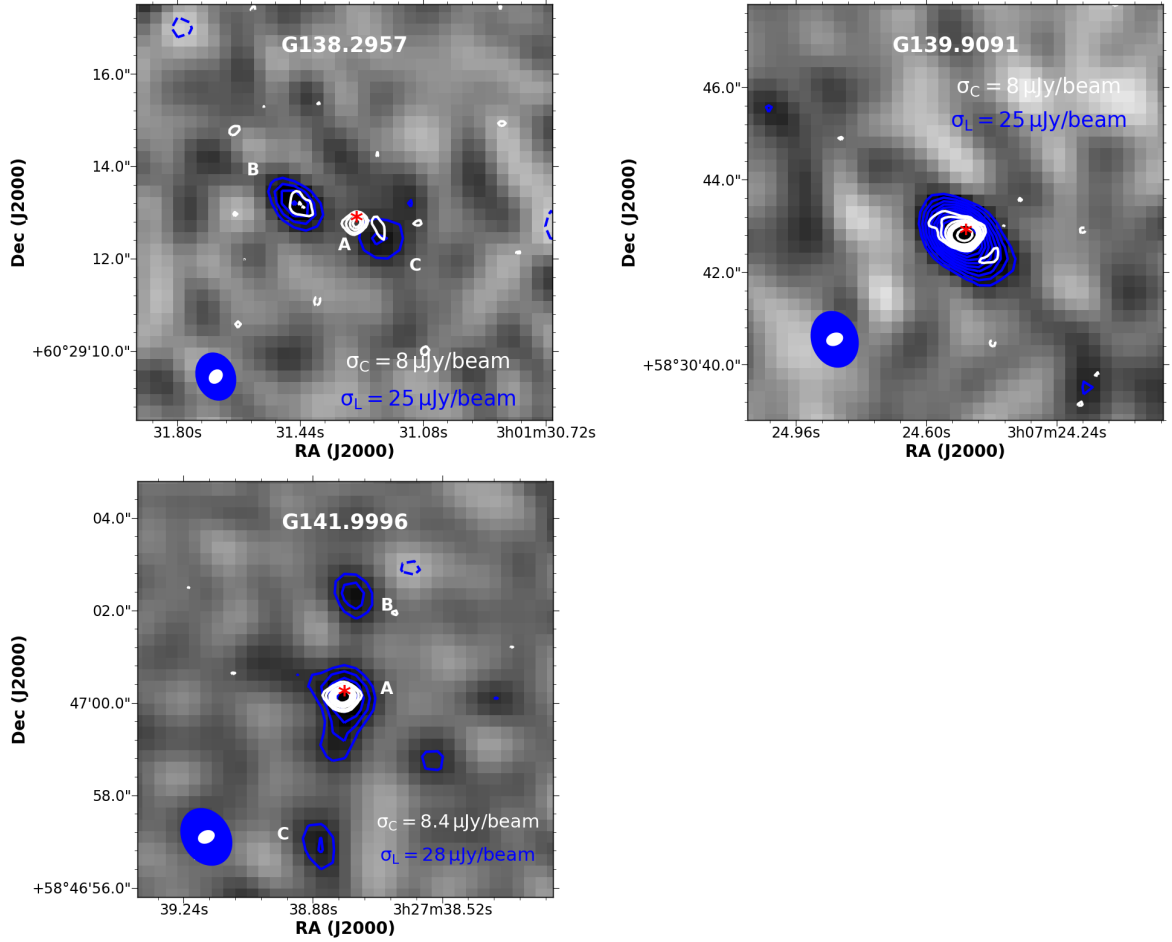 G138.2957
16.0"
14.0"
12.0"
+60°29'10.0"
B
A
C
σC = 8 μJy/beam
σL = 25 μJy/beam
31.80s
31.44s
31.08s
3h01m30.72s
RA (J2000)
Dec (J2000)
G139.9091
σC = 8 μJy/beam
σL = 25 μJy/beam
46.0"
44.0"
42.0"
+58°30'40.0"
24.96s
24.60s
3h07m24.24s
RA (J2000)
Dec (J2000)
G141.9996
04.0"
02.0"
47'00.0"
58.0"
+58°46'56.0"
B
A
C
σC = 8.4 μJy/beam
σL = 28 μJy/beam
39.24s
38.88s
3h27m38.52s
RA (J2000)
Dec (J2000)